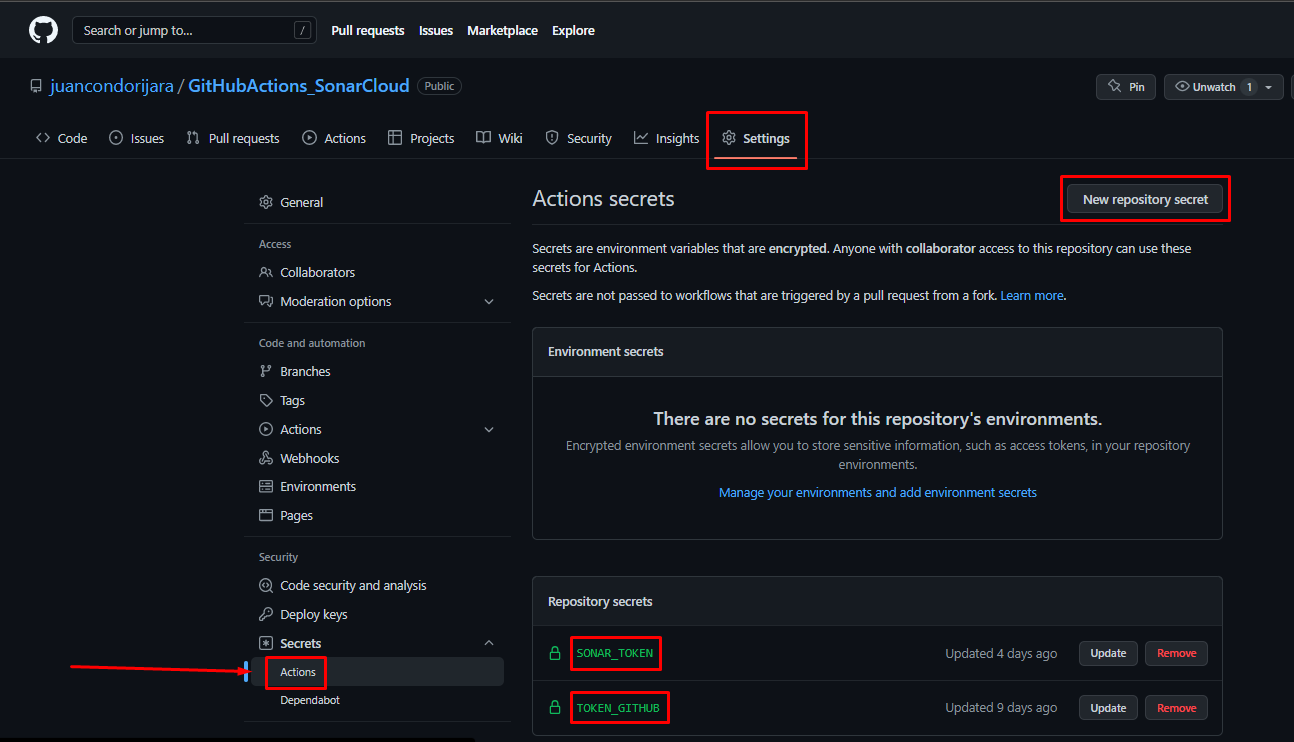 Search or jump to... /
Pull requests Issues Marketplace Explore
juancondorijara / GitHubActions_SonarCloud Public
Pin
Unwatch 1
Code Issues Pull requests Actions Projects Wiki Security Insights Settings
General
Access
Collaborators
Moderation options
Code and automation
Branches
Tags
Actions
Webhooks
Environments
Pages
Security
Code security and analysis
Deploy keys
Secrets
Actions
Dependabot
Actions secrets
New repository secret
Secrets are environment variables that are encrypted. Anyone with collaborator access to this repository can use these
secrets for Actions.
Secrets are not passed to workflows that are triggered by a pull request from a fork. Learn more.
Environment secrets
There are no secrets for this repository's environments.
Encrypted environment secrets allow you to store sensitive information, such as access tokens, in your repository
environments.
Manage your environments and add environment secrets
Repository secrets
SONAR_TOKEN Updated 4 days ago Update Remove
TOKEN_GITHUB Updated 9 days ago Update Remove